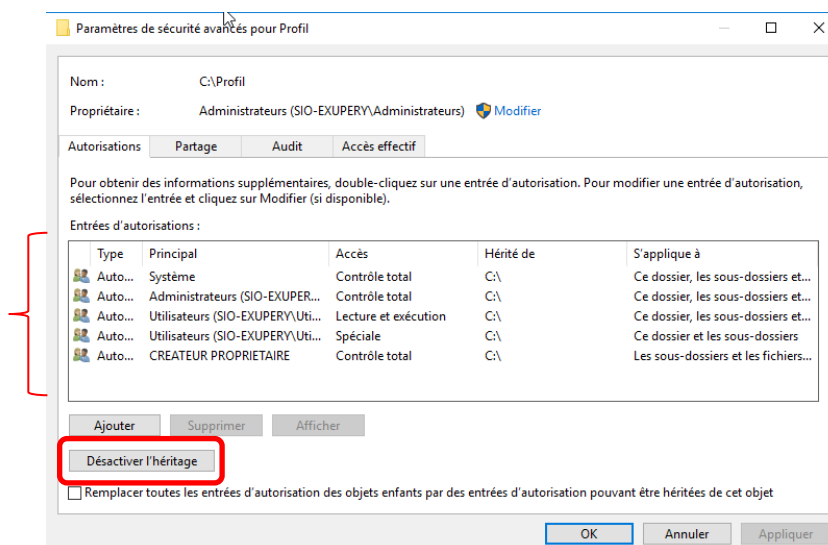 Paramètres de sécurité avancés pour Profil
Nom : C:\Profil
Propriétaire : Administrateurs (SIO-EXUPERY\Administrateurs) Modifier
Autorisations Partage Audit Accès effectif
Pour obtenir des informations supplémentaires, double-cliquez sur une entrée d'autorisation. Pour modifier une entrée d'autorisation,
sélectionnez l'entrée et cliquez sur Modifier (si disponible).
Entrées d'autorisations :
Type Principal Accès Hérité de S'applique à
Auto... Système Contrôle total C:\ Ce dossier, les sous-dossiers et...
Auto... Administrateurs (SIO-EXUPER... Contrôle total C:\ Ce dossier, les sous-dossiers et...
Auto... Utilisateurs (SIO-EXUPERY\Uti... Lecture et exécution C:\ Ce dossier, les sous-dossiers et...
Auto... Utilisateurs (SIO-EXUPERY\Uti... Spéciale C:\ Ce dossier et les sous-dossiers
Auto... CREATEUR PROPRIETAIRE Contrôle total C:\ Les sous-dossiers et les fichiers...
Ajouter Supprimer Afficher
Désactiver l'héritage
Remplacer toutes les entrées d'autorisation des objets enfants par des entrées d'autorisation pouvant être héritées de cet objet
OK Annuler Appliquer